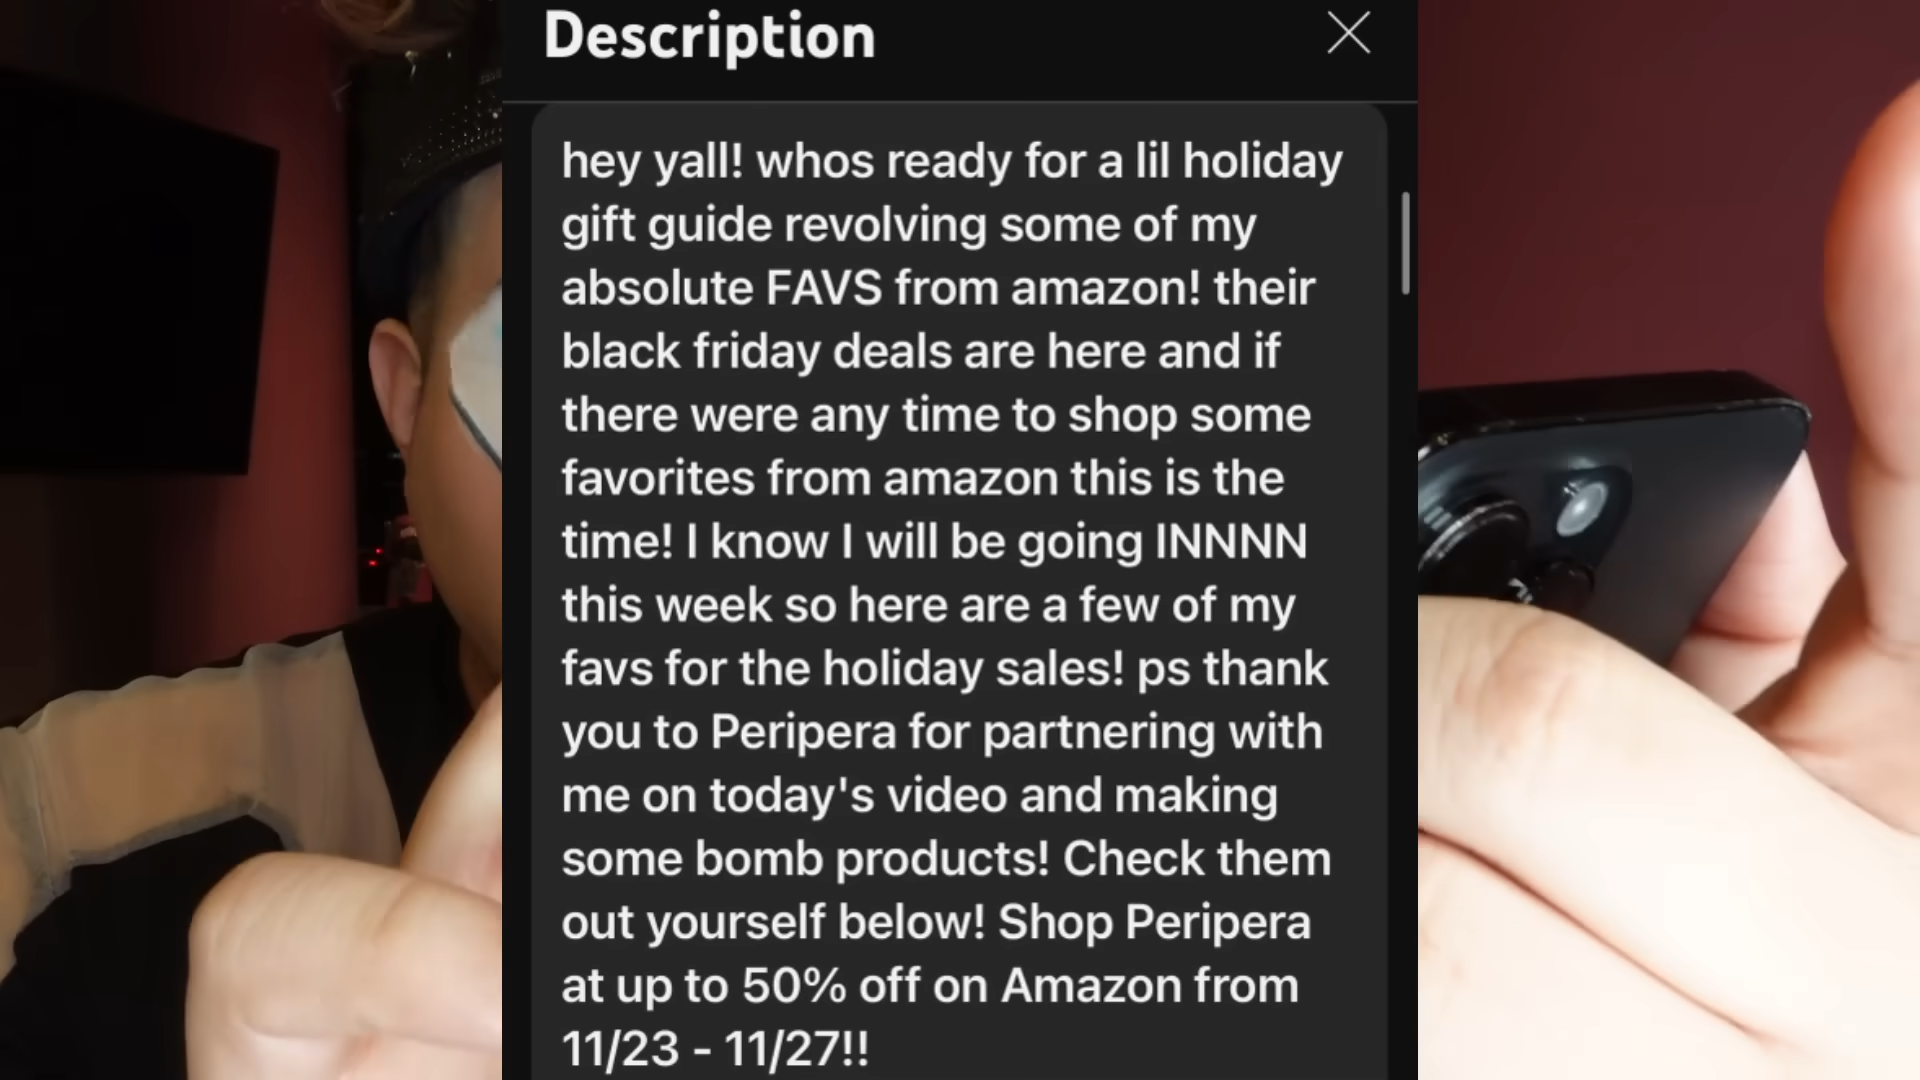 Description
hey yall! whos ready for a lil holiday
gift guide revolving some of my
absolute FAVS from amazon! their
black friday deals are here and if
there were any time to shop some
favorites from amazon this is the
time! I know I will be going INNNN
this week so here are a few of my
favs for the holiday sales! ps thank
you to Peripera for partnering with
me on today's video and making
some bomb products! Check them
out yourself below! Shop Peripera
at up to 50% off on Amazon from
11/23 - 11/27!!